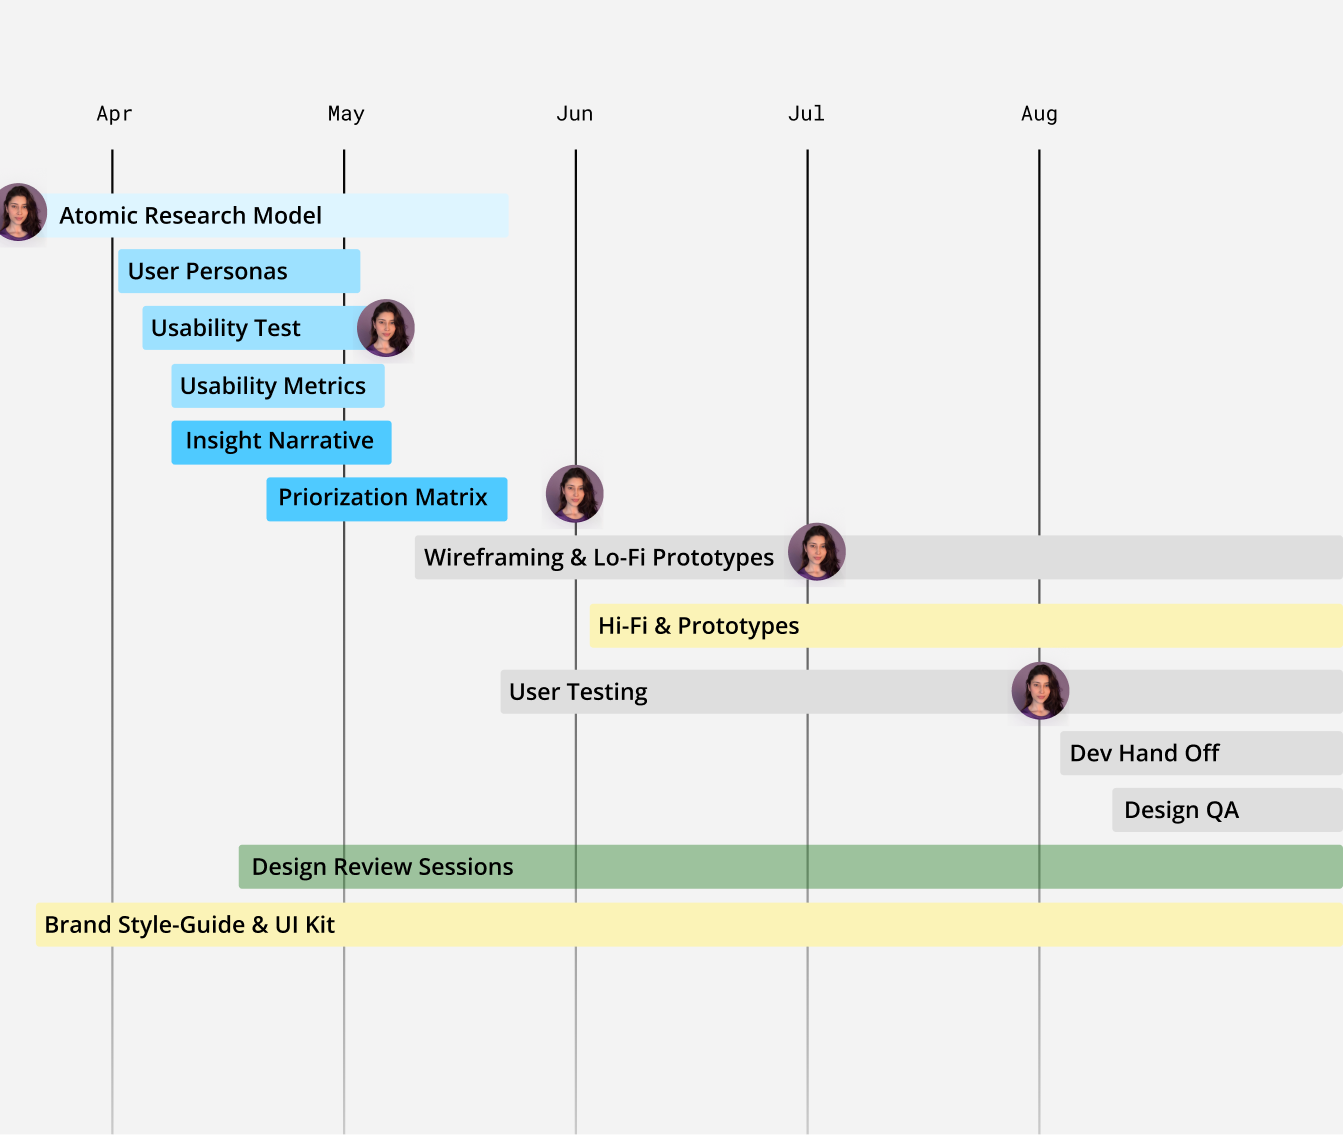 Apr May Jun Jul Aug
Atomic Research Model
User Personas
Usability Test
Usability Metrics
Insight Narrative
Priorization Matrix
Wireframing & Lo-Fi Prototypes
Hi-Fi & Prototypes
User Testing
Dev Hand Off
Design QA
Design Review Sessions
Brand Style-Guide & UI Kit